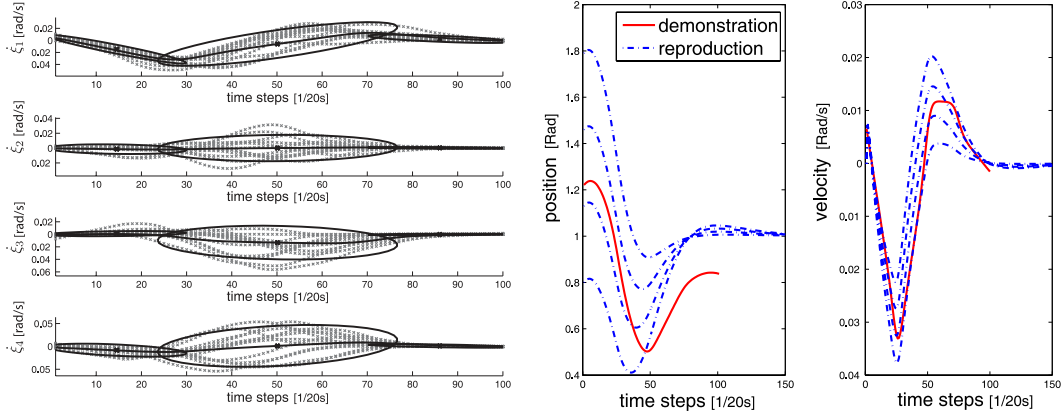 ξ̇1 [rad/s]
0.02
0
0.02
0.04
10 20 30 40 50 60 70 80 90 100
time steps [1/20s]
ξ̇2 [rad/s]
0.04
0.02
0
0.02
10 20 30 40 50 60 70 80 90 100
time steps [1/20s]
ξ̇3 [rad/s]
0.02
0
0.02
0.04
0.06
10 20 30 40 50 60 70 80 90 100
time steps [1/20s]
ξ̇4 [rad/s]
0.05
0
0.05
10 20 30 40 50 60 70 80 90 100
time steps [1/20s]
position [Rad]
2
1.8
1.6
1.4
1.2
1
0.8
0.6
0.4
0 50 100 150
time steps [1/20s]
demonstration
reproduction
velocity [Rad/s]
0.03
0.02
0.01
0
0.01
0.02
0.03
0.04
0 50 100 150
time steps [1/20s]